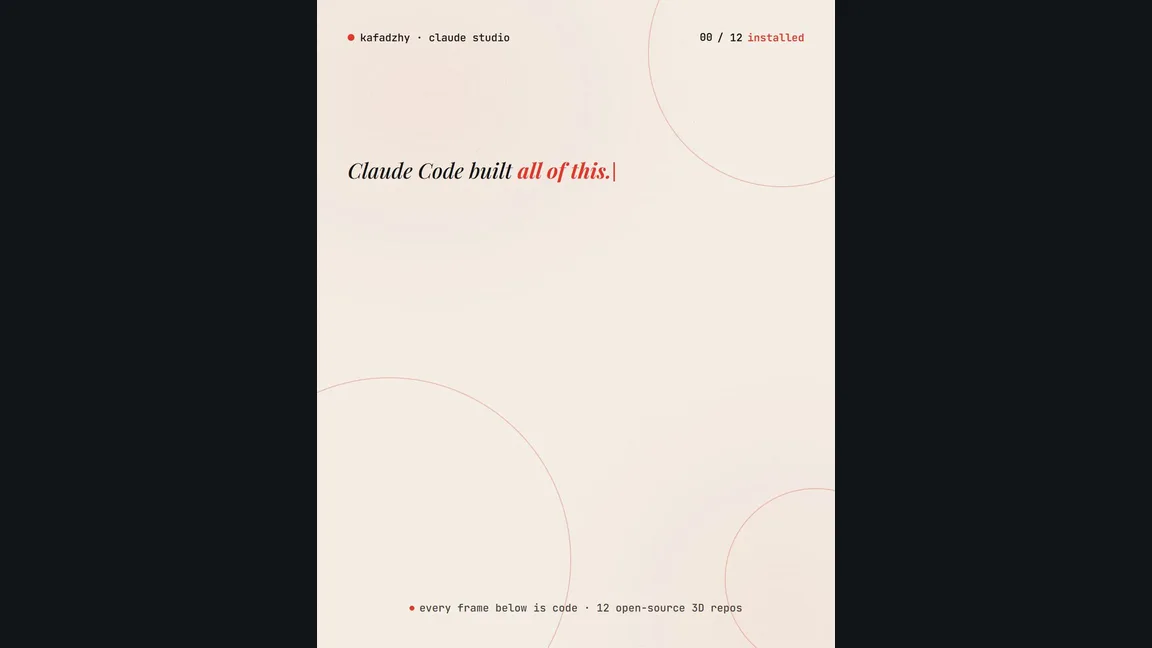 kafadzhy · claude studio
00 / 12 installed
Claude Code built all of this.
every frame below is code · 12 open-source 3D repos